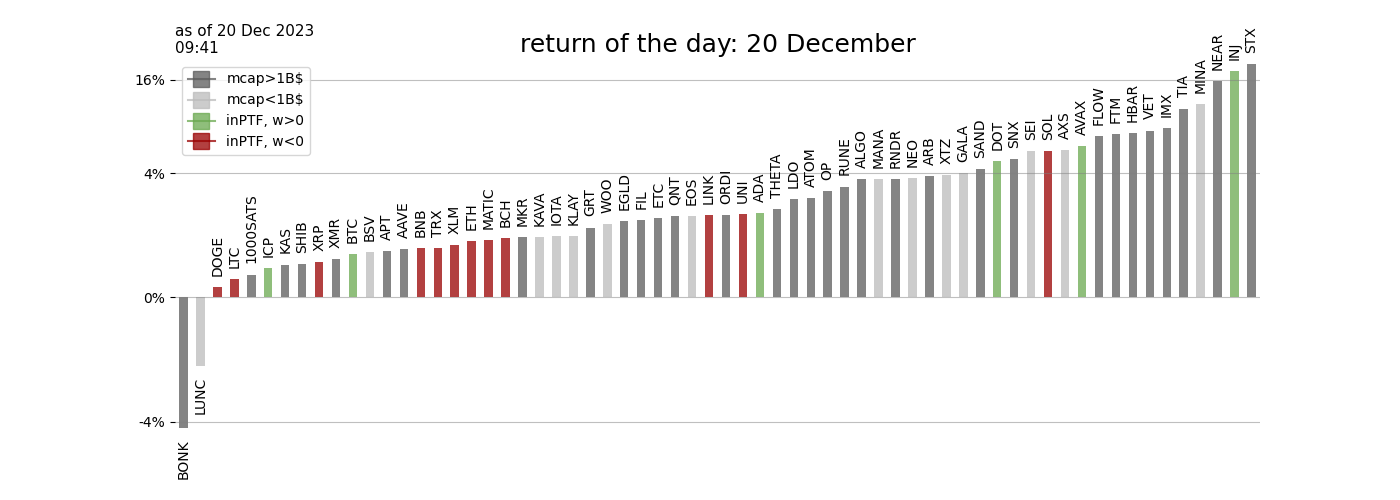 as of 20 Dec 2023
09:41
return of the day: 20 December
mcap>1B$
mcap<1B$
inPTF, w>0
inPTF, w<0
16%
4%
0%
-4%
BONK
LUNC
DOGE
LTC
1000SATS
ICP
KAS
SHIB
XRP
XMR
BTC
BSV
APT
AAVE
BNB
TRX
XLM
ETH
MATIC
BCH
MKR
KAVA
IOTA
KLAY
GRT
WOO
EGLD
FIL
ETC
QNT
EOS
LINK
ORDI
UNI
ADA
THETA
LDO
ATOM
OP
RUNE
ALGO
MANA
RNDR
NEO
ARB
XTZ
GALA
SAND
DOT
SNX
SEI
SOL
AXS
AVAX
FLOW
FTM
HBAR
VET
IMX
TIA
MINA
NEAR
INJ
STX